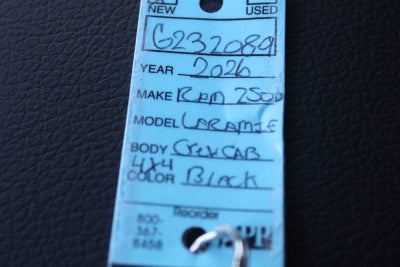 NEW USED
G232089
YEAR 2026
MAKE RAM 2500
MODEL LARAMIE
BODY CREWCAB
4X4
COLOR BLACK
Reorder
800-
367-
8458